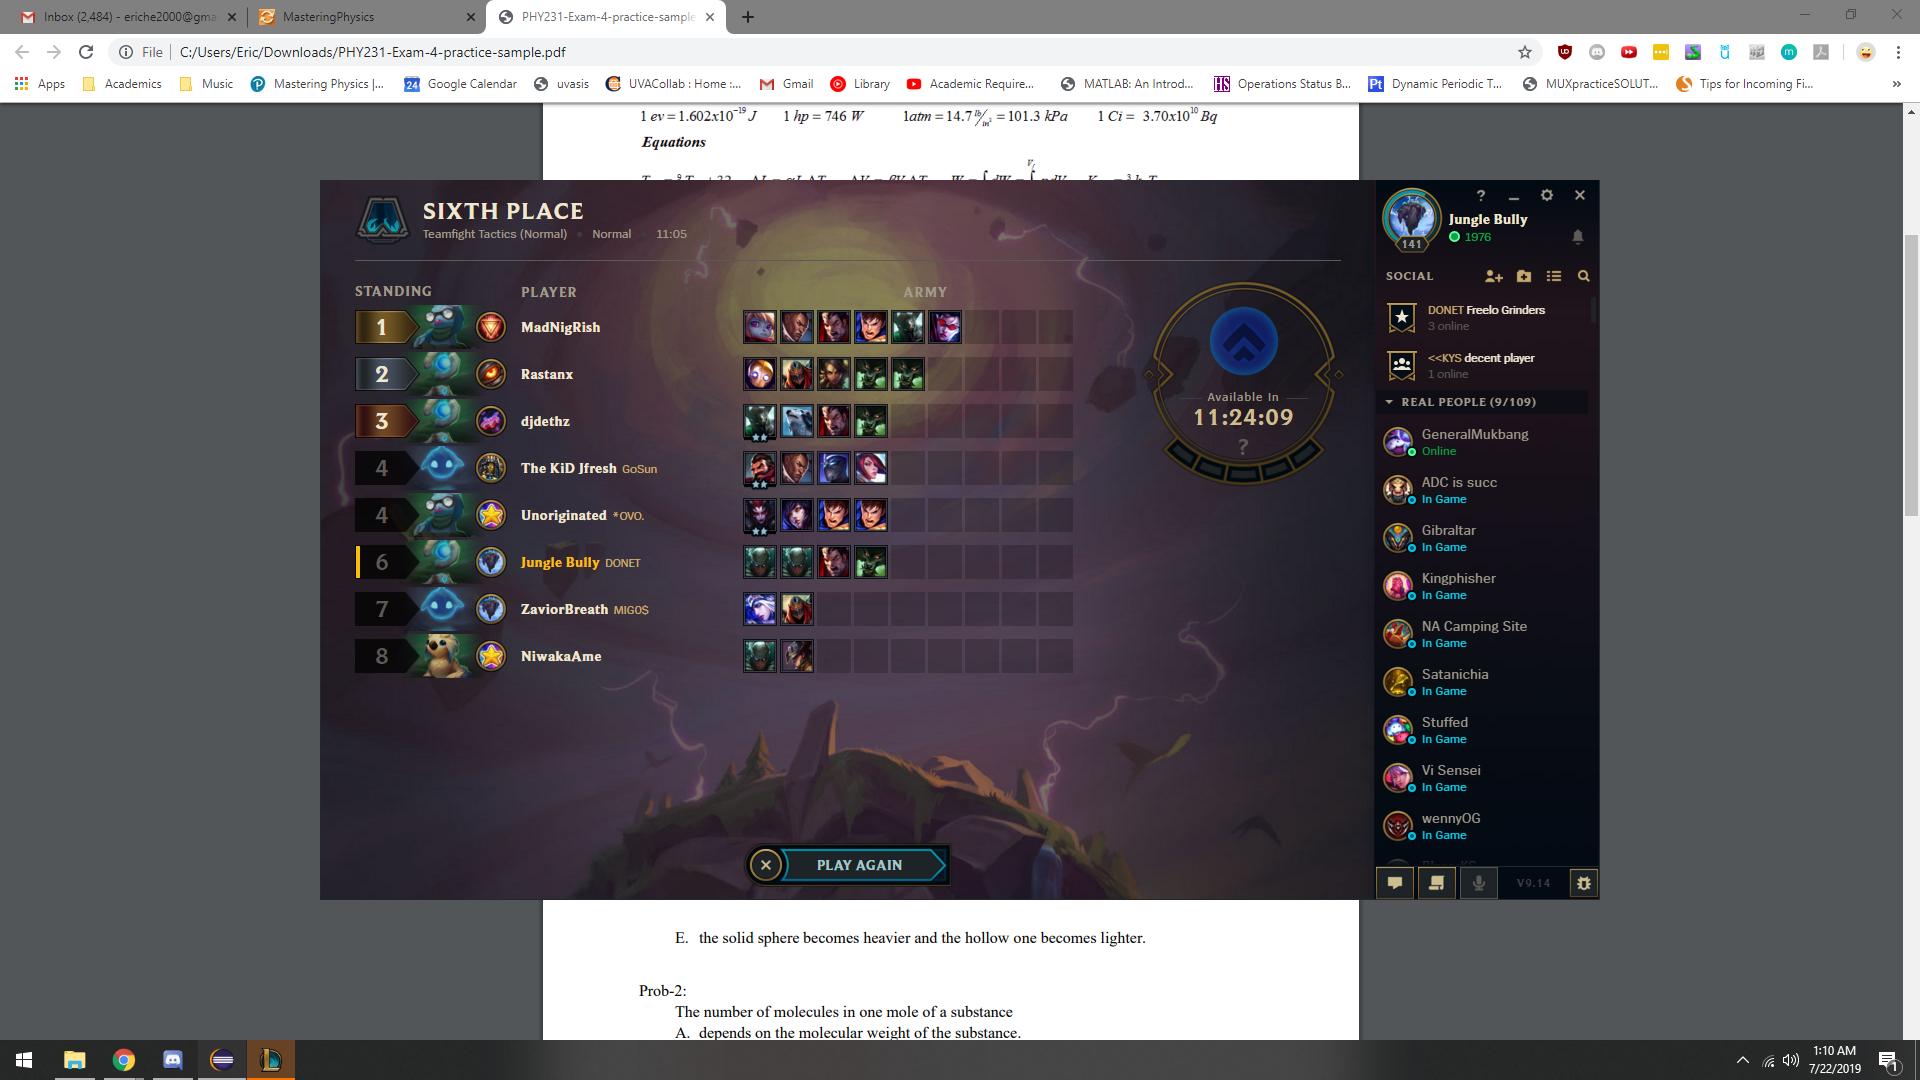 Inbox (2,484) - eriche2000@gma
MasteringPhysics
PHY231-Exam-4-practice-sample
File
C:/Users/Eric/Downloads/PHY231-Exam-4-practice-sample.pdf
Apps Academics Music Mastering Physics |... Google Calendar uvasis UVACollab : Home :... Gmail Library Academic Require... MATLAB: An Introd... Operations Status B... Dynamic Periodic T... MUXpracticeSOLUT... Tips for Incoming Fi...
1 ev = 1.602x10⁻¹⁹ J 1 hp = 746 W 1atm = 14.7 lb/in² = 101.3 kPa 1 Ci = 3.70x10¹⁰ Bq
Equations
SIXTH PLACE
Teamfight Tactics (Normal) Normal 11:05
STANDING PLAYER ARMY
1 MadNigRish
2 Rastanx
3 djdethz
4 The KiD Jfresh GoSun
4 Unoriginated *OVO.
6 Jungle Bully DONET
7 ZaviorBreath MIG0$
8 NiwakaAme
Available In
11:24:09
?
PLAY AGAIN
?
Jungle Bully
141
1976
SOCIAL
DONET Freelo Grinders
3 online
<<KYS decent player
1 online
REAL PEOPLE (9/109)
GeneralMukbang
Online
ADC is succ
In Game
Gibraltar
In Game
Kingphisher
In Game
NA Camping Site
In Game
Satanichia
In Game
Stuffed
In Game
Vi Sensei
In Game
wennyOG
In Game
V9.14
E. the solid sphere becomes heavier and the hollow one becomes lighter.
Prob-2:
The number of molecules in one mole of a substance
A. depends on the molecular weight of the substance.
1:10 AM
7/22/2019
1